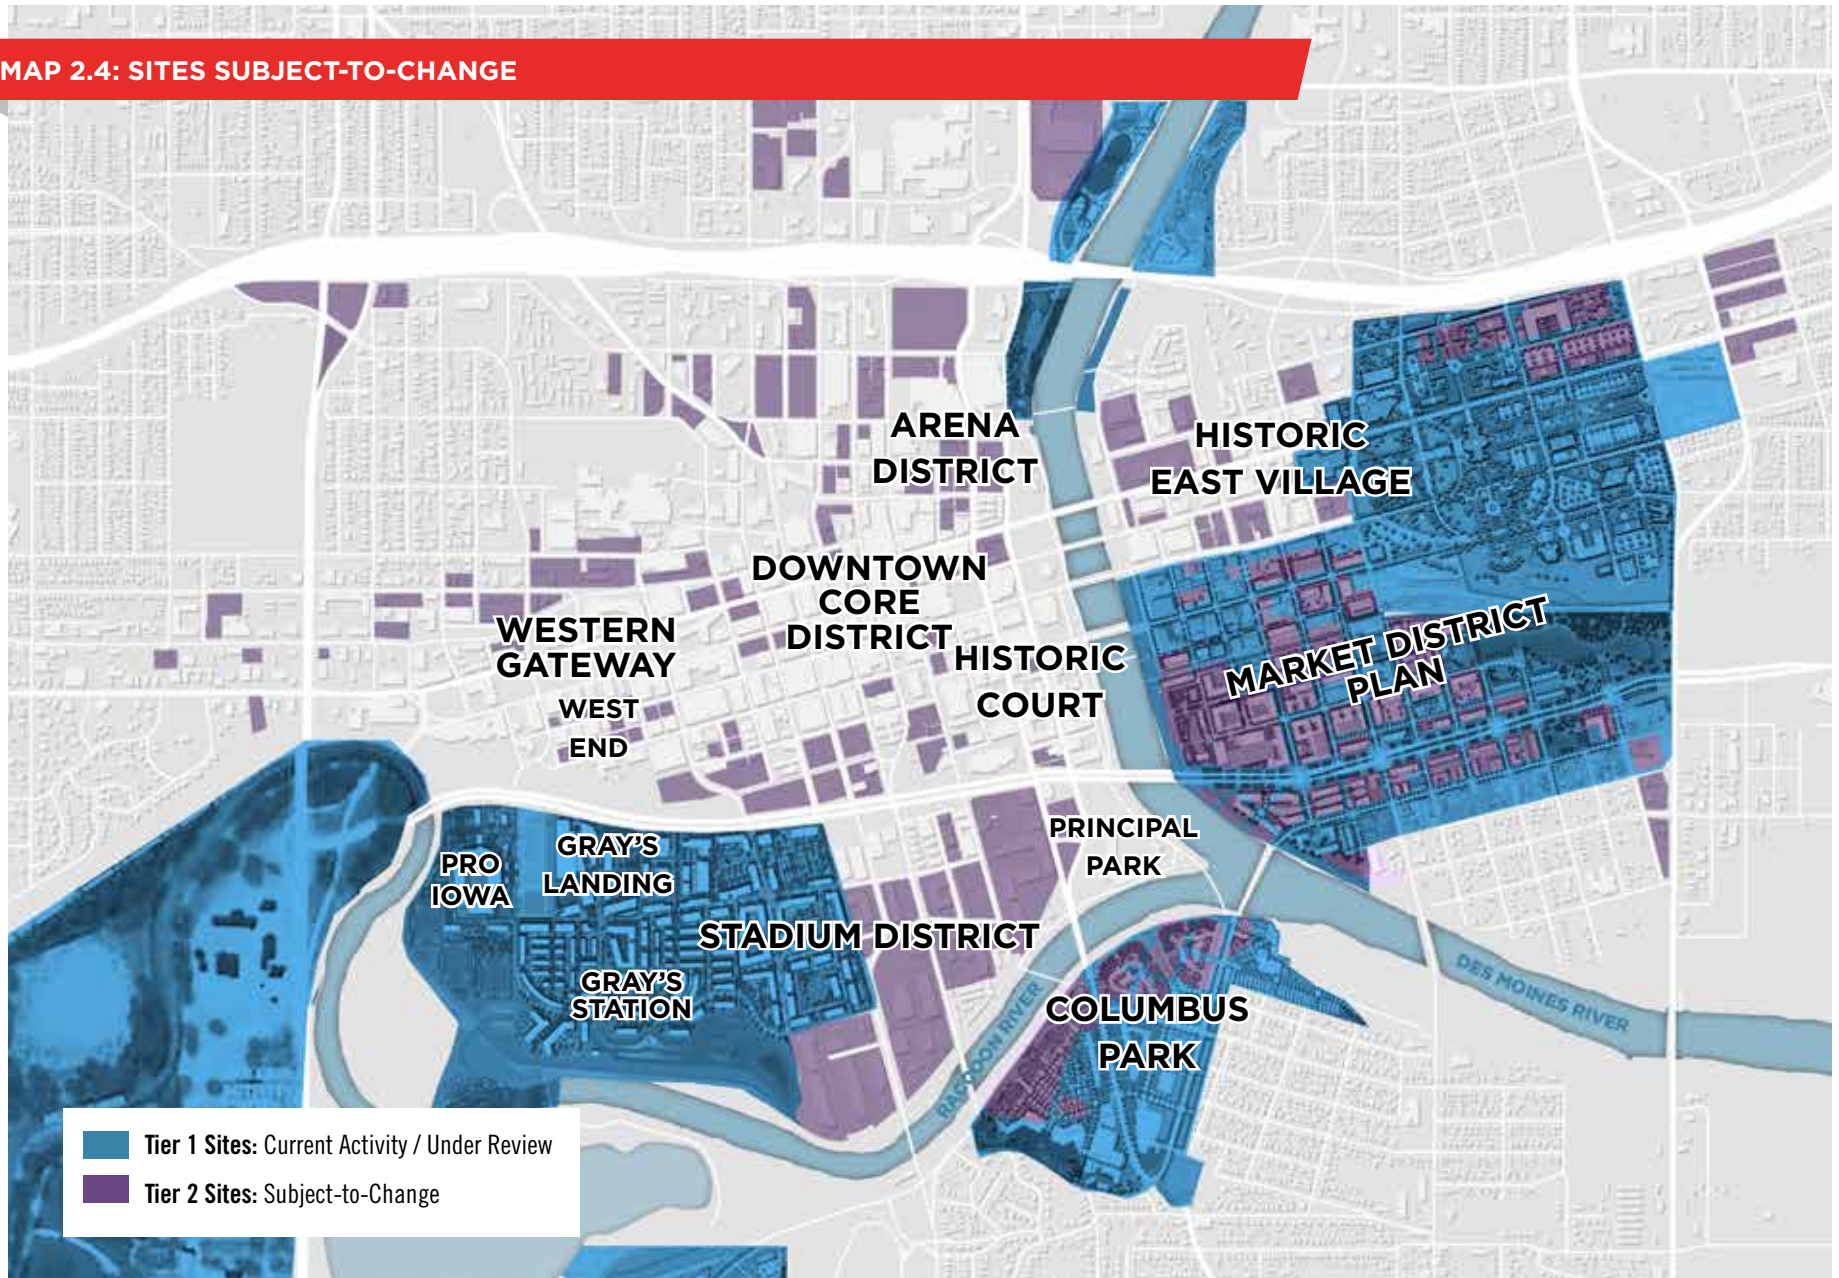 MAP 2.4: SITES SUBJECT-TO-CHANGE
ARENA
DISTRICT
HISTORIC
EAST VILLAGE
DOWNTOWN
CORE
DISTRICT
WESTERN
GATEWAY
WEST
END
HISTORIC
COURT
MARKET DISTRICT
PLAN
PRO
IOWA
GRAY'S
LANDING
PRINCIPAL
PARK
STADIUM DISTRICT
GRAY'S
STATION
COLUMBUS
PARK
RACCOON RIVER
DES MOINES RIVER
Tier 1 Sites: Current Activity / Under Review
Tier 2 Sites: Subject-to-Change